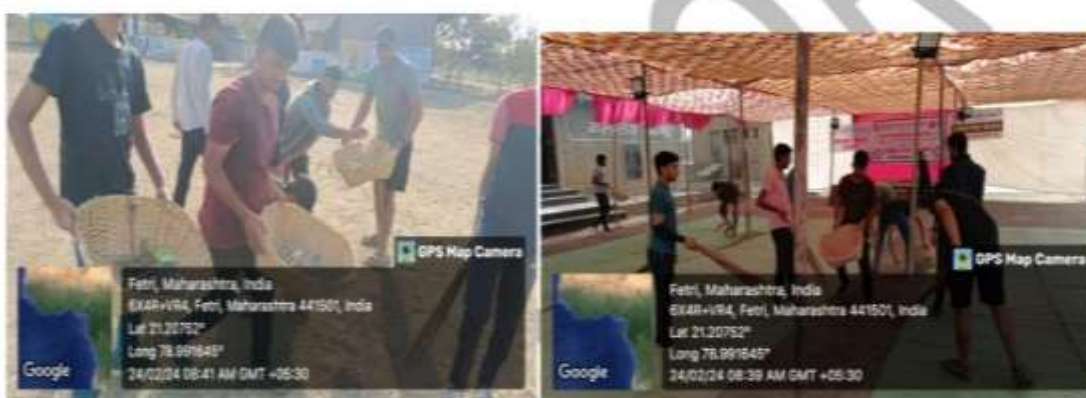 GPS Map Camera
Fetri, Maharashtra, India
6X4R+VR4, Fetri, Maharashtra 441501, India
Lat 21.20752°
Long 78.991645°
24/02/24 08:41 AM GMT +05:30
Google
GPS Map Camera
Fetri, Maharashtra, India
6X4R+VR4, Fetri, Maharashtra 441501, India
Lat 21.20752°
Long 78.991645°
24/02/24 08:39 AM GMT +05:30
Google